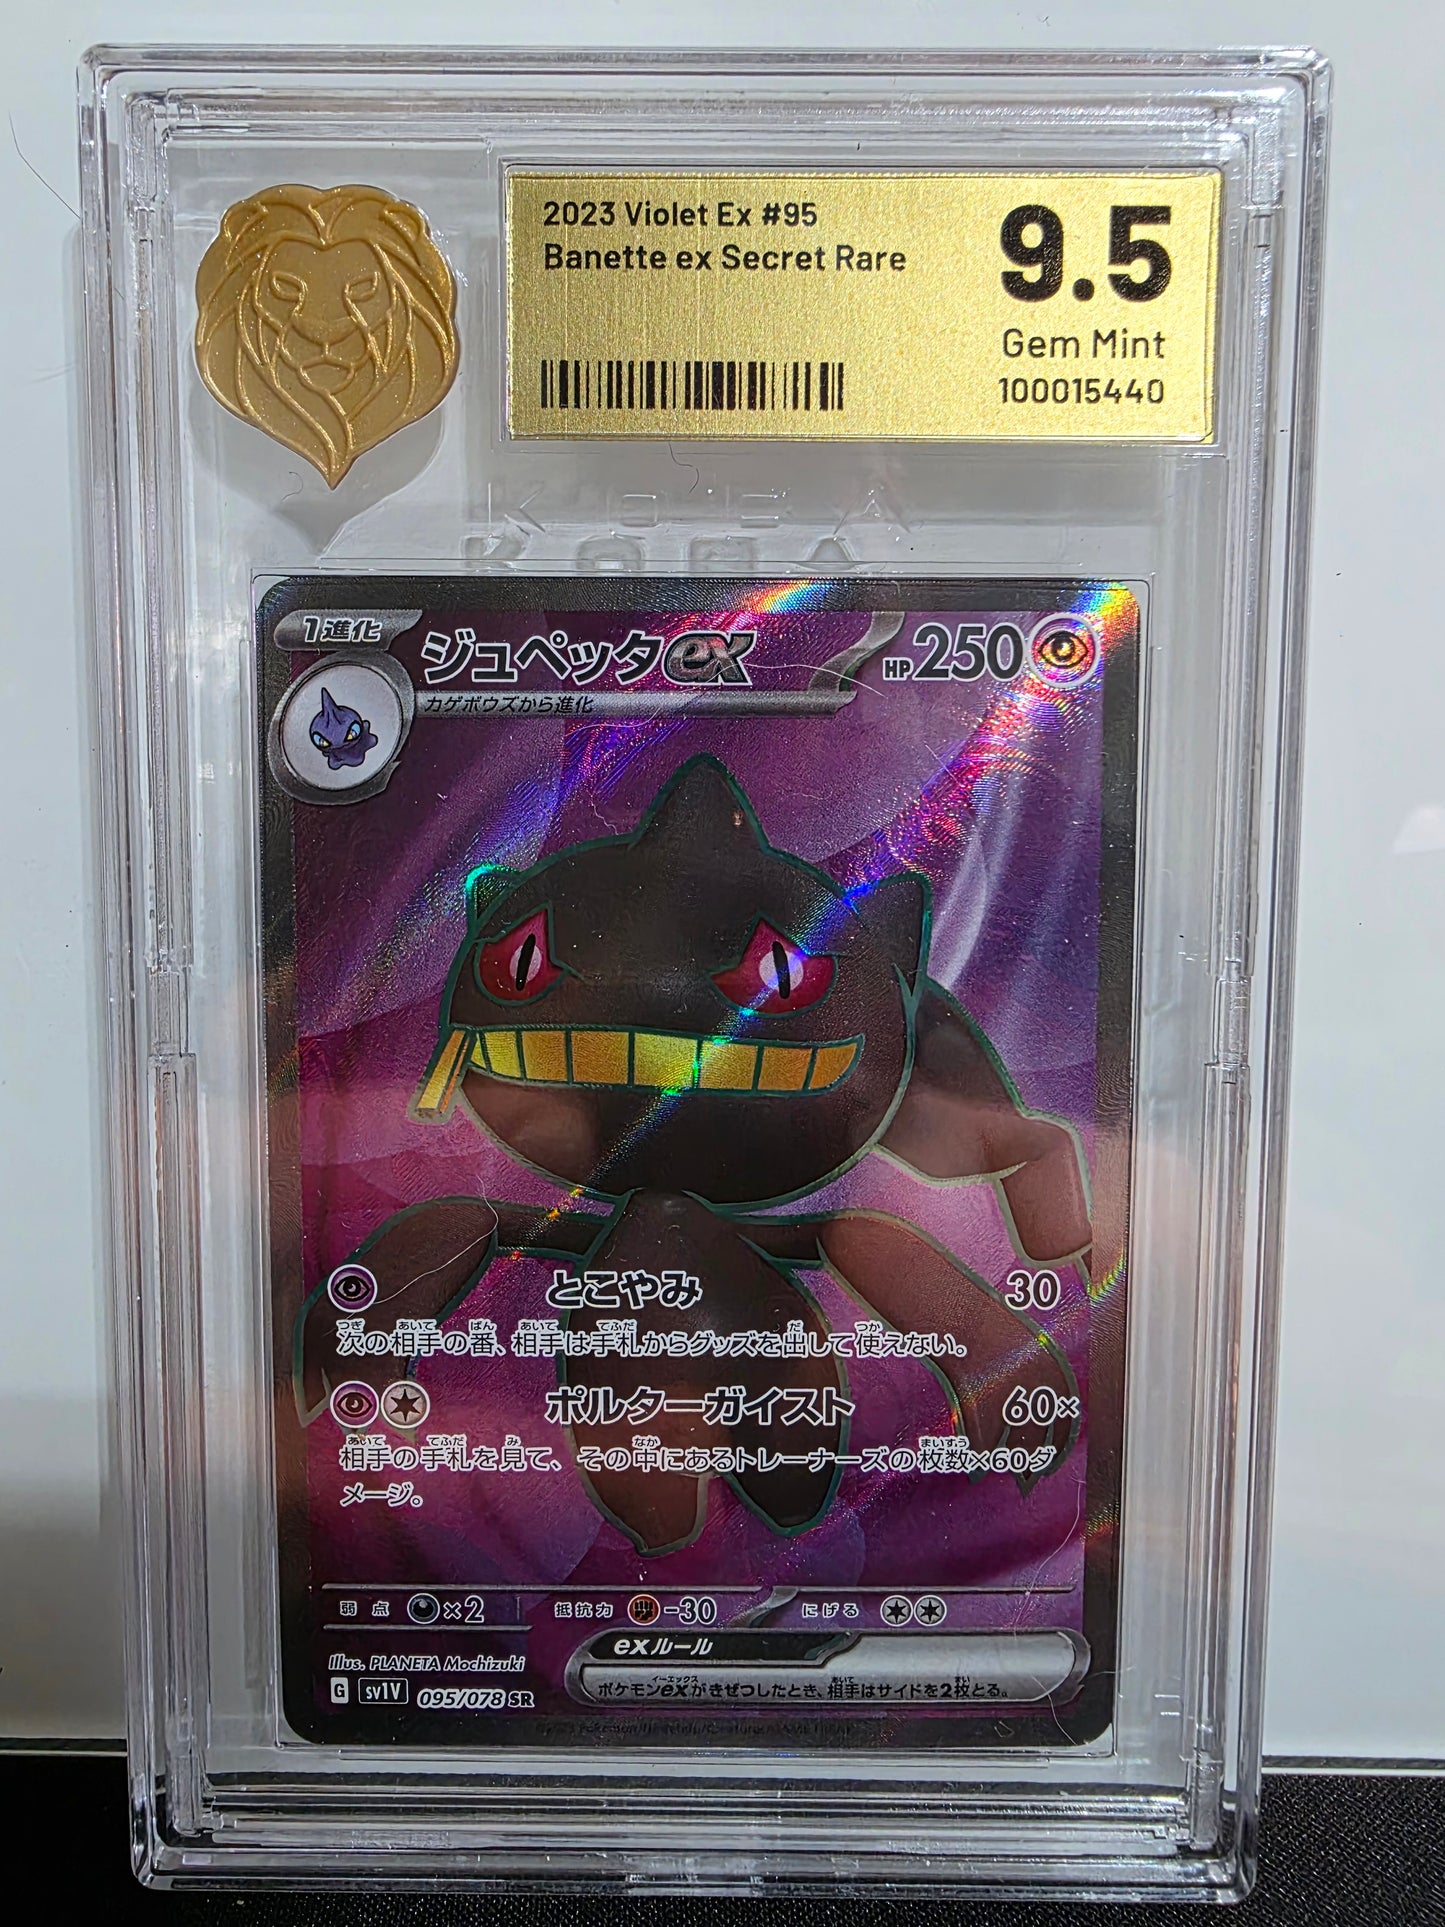 2023 Violet Ex #95
Banette ex Secret Rare
9.5
Gem Mint
100015440
KOBA
1進化
ジュペッタex
HP250
カゲボウズから進化
とこやみ 30
次の相手の番、相手は手札からグッズを出して使えない。
ポルターガイスト 60×
相手の手札を見て、その中にあるトレーナーズの枚数×60ダ
メージ。
弱点 ×2 抵抗力 -30 にげる
exルール
ポケモンexがきぜつしたとき、相手はサイドを2枚とる。
Illus. PLANETA Mochizuki
G sv1V 095/078 SR